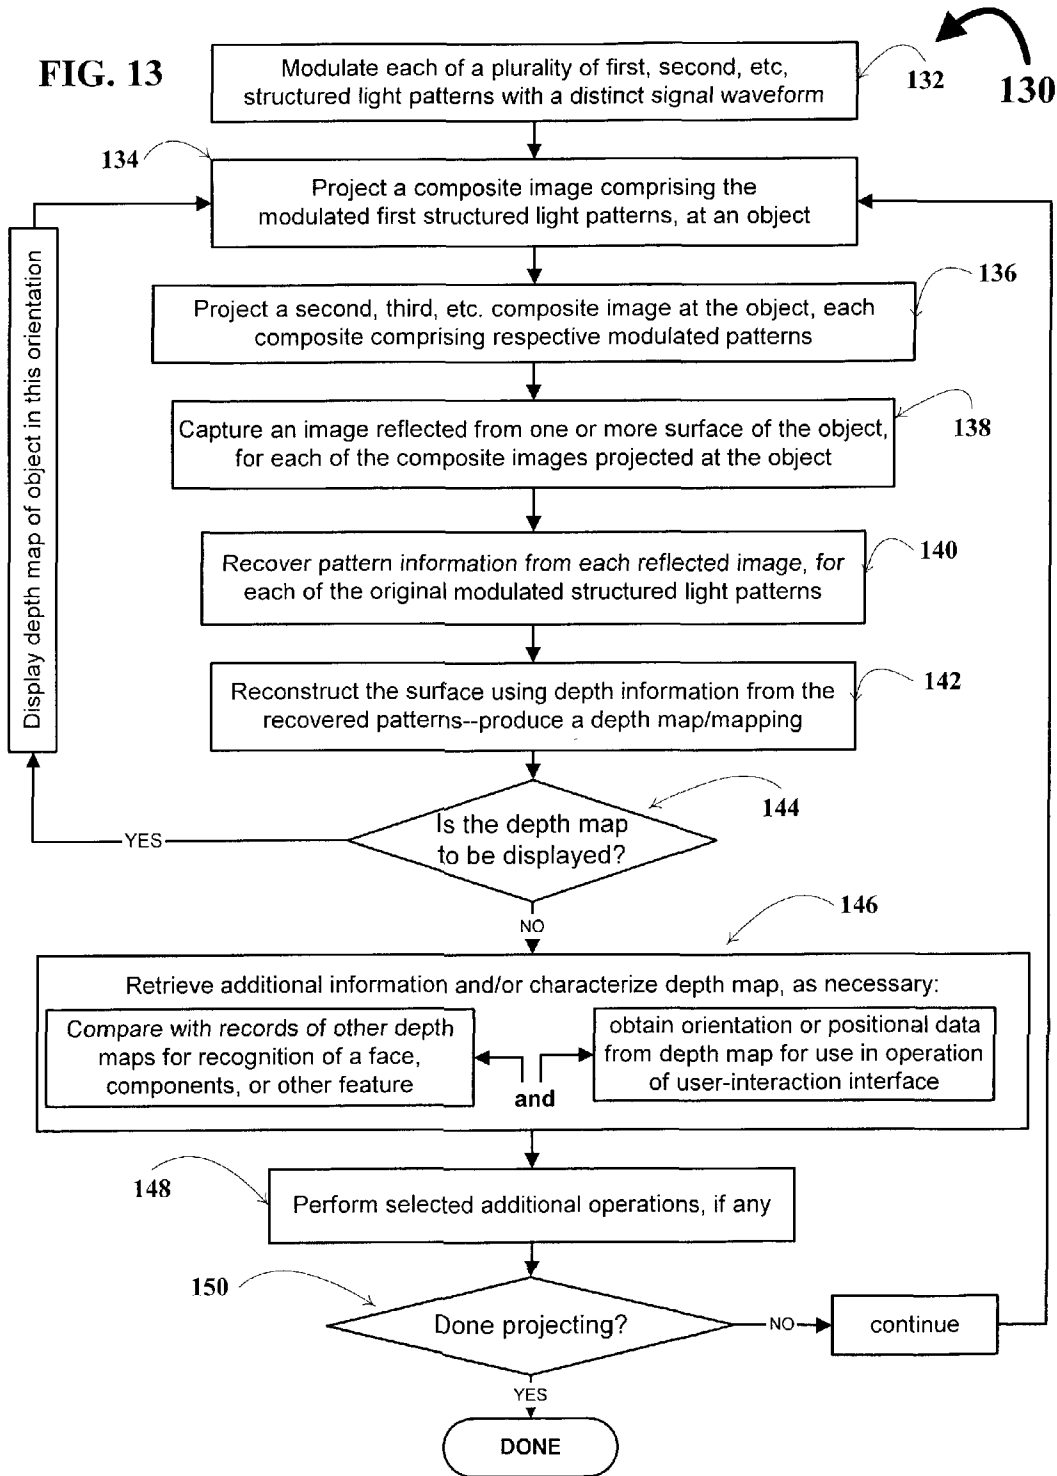 FIG. 13
130
Modulate each of a plurality of first, second, etc,
structured light patterns with a distinct signal waveform
132
134
Project a composite image comprising the
modulated first structured light patterns, at an object
136
Project a second, third, etc. composite image at the object, each
composite comprising respective modulated patterns
Capture an image reflected from one or more surface of the object,
for each of the composite images projected at the object
138
Display depth map of object in this orientation
Recover pattern information from each reflected image, for
each of the original modulated structured light patterns
140
Reconstruct the surface using depth information from the
recovered patterns--produce a depth map/mapping
142
Is the depth map
to be displayed?
144
YES
NO
146
Retrieve additional information and/or characterize depth map, as necessary:
Compare with records of other depth
maps for recognition of a face,
components, or other feature
and
obtain orientation or positional data
from depth map for use in operation
of user-interaction interface
148
Perform selected additional operations, if any
150
Done projecting?
NO
continue
YES
DONE